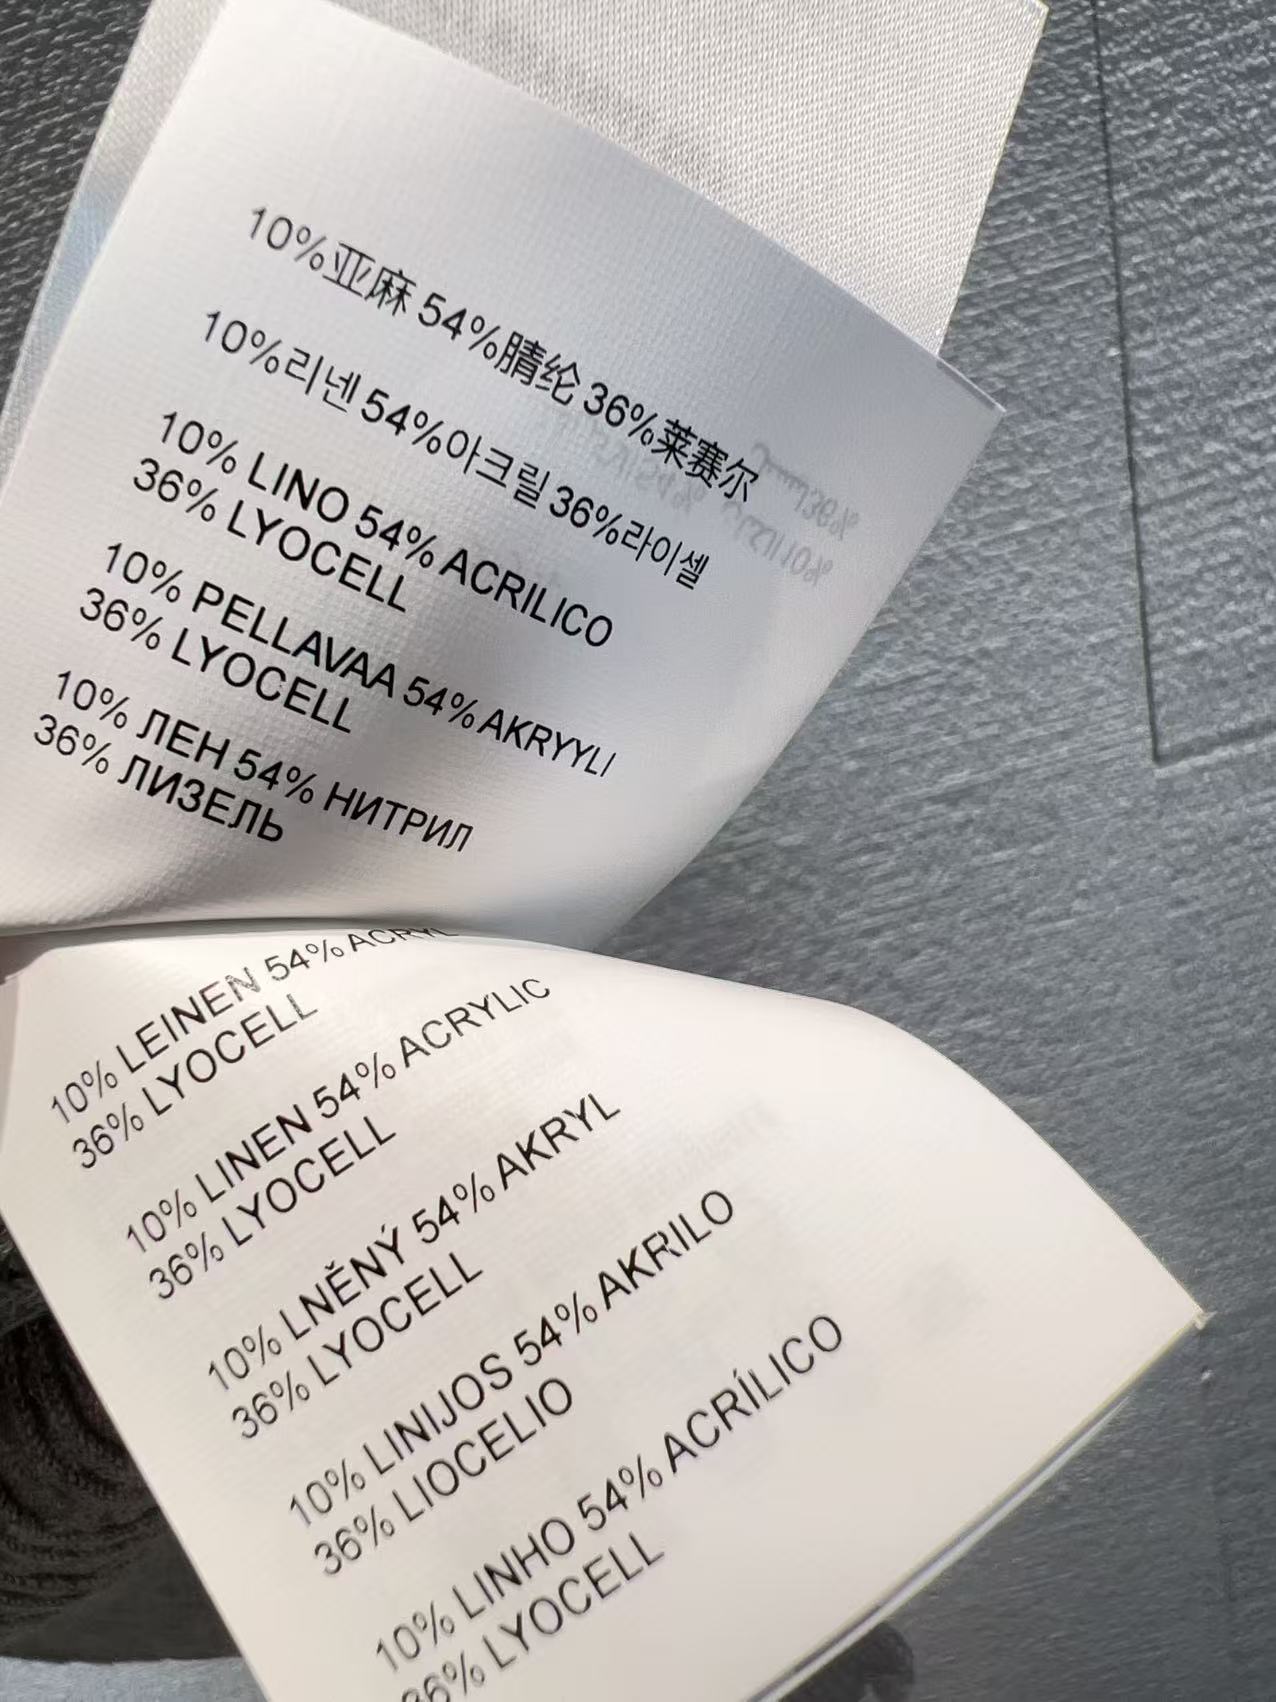 10%亚麻 54%腈纶 36%莱赛尔
10%리넨 54%아크릴 36%라이셀
10% LINO 54% ACRILICO
36% LYOCELL
10% PELLAVAA 54% AKRYYLI
36% LYOCELL
10% ЛЕН 54% НИТРИЛ
36% ЛИЗЕЛЬ
10% LEINEN 54% ACRYL
36% LYOCELL
10% LINEN 54% ACRYLIC
36% LYOCELL
10% LNĚNÝ 54% AKRYL
36% LYOCELL
10% LINIJOS 54% AKRILO
36% LIOCELIO
10% LINHO 54% ACRÍLICO
36% LYOCELL